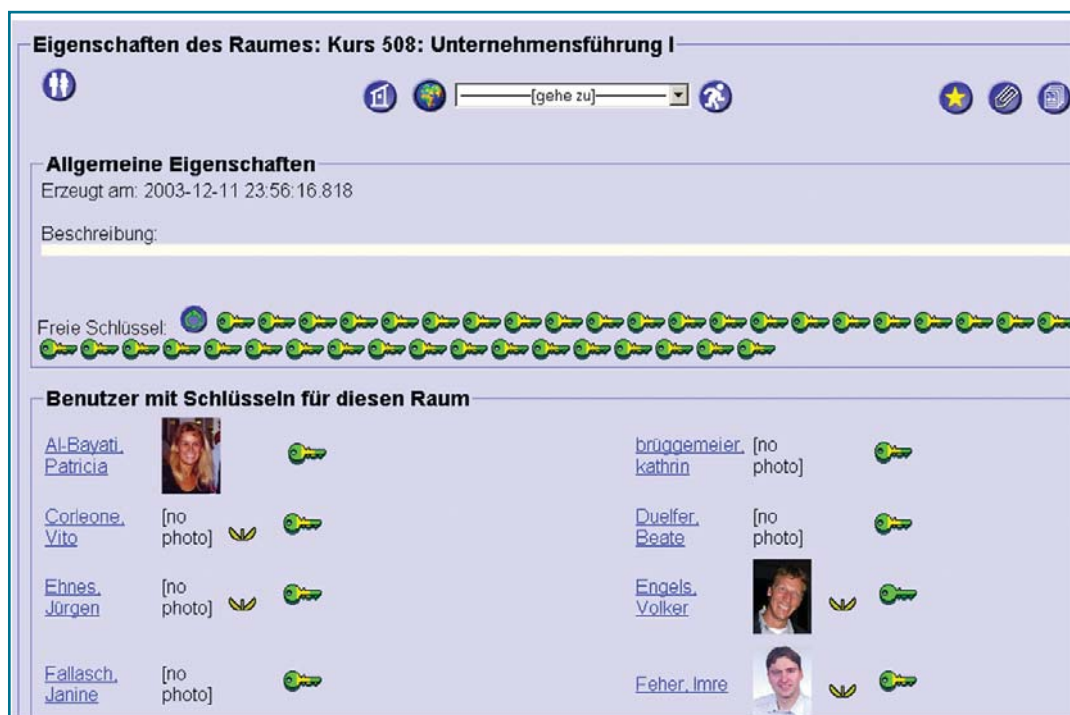 Eigenschaften des Raumes: Kurs 508: Unternehmensführung I
[gehe zu]
Allgemeine Eigenschaften
Erzeugt am: 2003-12-11 23:56:16.818
Beschreibung:
Freie Schlüssel:
Benutzer mit Schlüsseln für diesen Raum
Al-Bayati,
Patricia
brüggemeier,
kathrin
[no
photo]
Corleone,
Vito
[no
photo]
Duelfer,
Beate
[no
photo]
Ehnes,
Jürgen
[no
photo]
Engels,
Volker
Fallasch,
Janine
[no
photo]
Feher, Imre